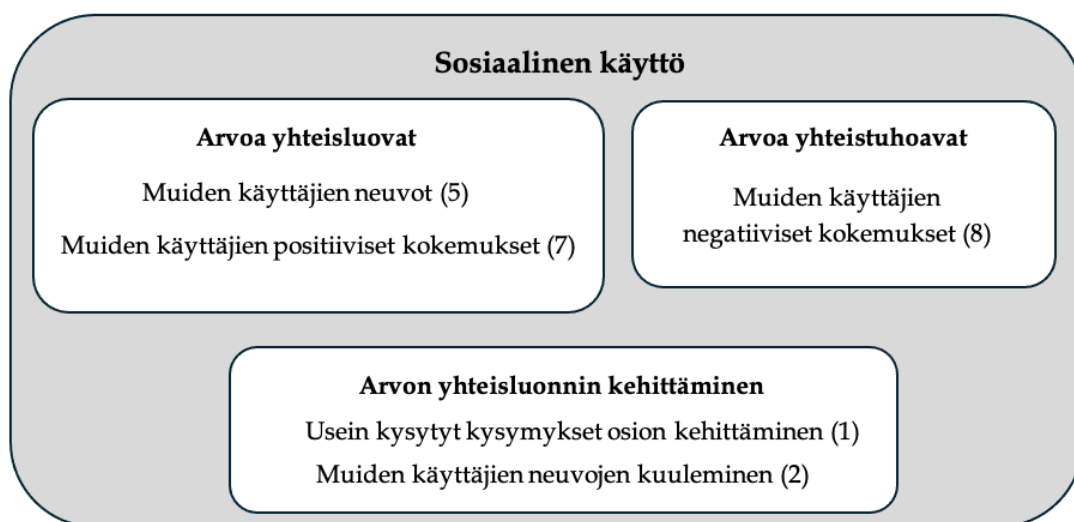 Sosiaalinen käyttö
Arvoa yhteisluovat
Muiden käyttäjien neuvot (5)
Muiden käyttäjien positiiviset kokemukset (7)
Arvoa yhteistuhoavat
Muiden käyttäjien
negatiiviset kokemukset (8)
Arvon yhteisluonnin kehittäminen
Usein kysytyt kysymykset osion kehittäminen (1)
Muiden käyttäjien neuvojen kuuleminen (2)